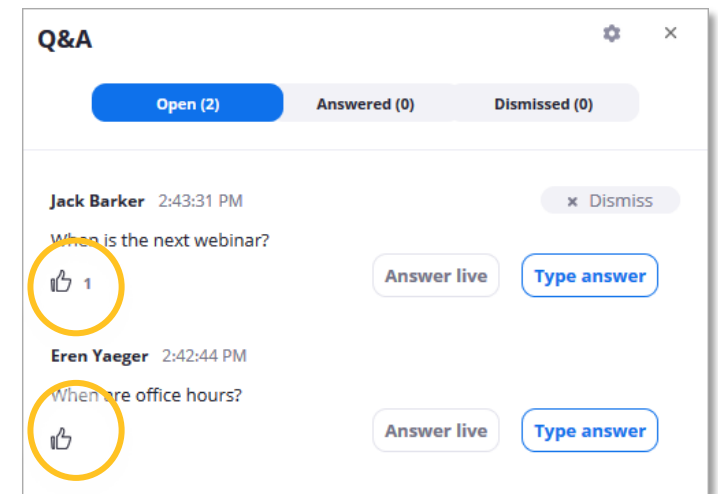 Q&A
Open (2) Answered (0) Dismissed (0)
Jack Barker 2:43:31 PM × Dismiss
When is the next webinar?
1 Answer live Type answer
Eren Yaeger 2:42:44 PM
When are office hours?
Answer live Type answer